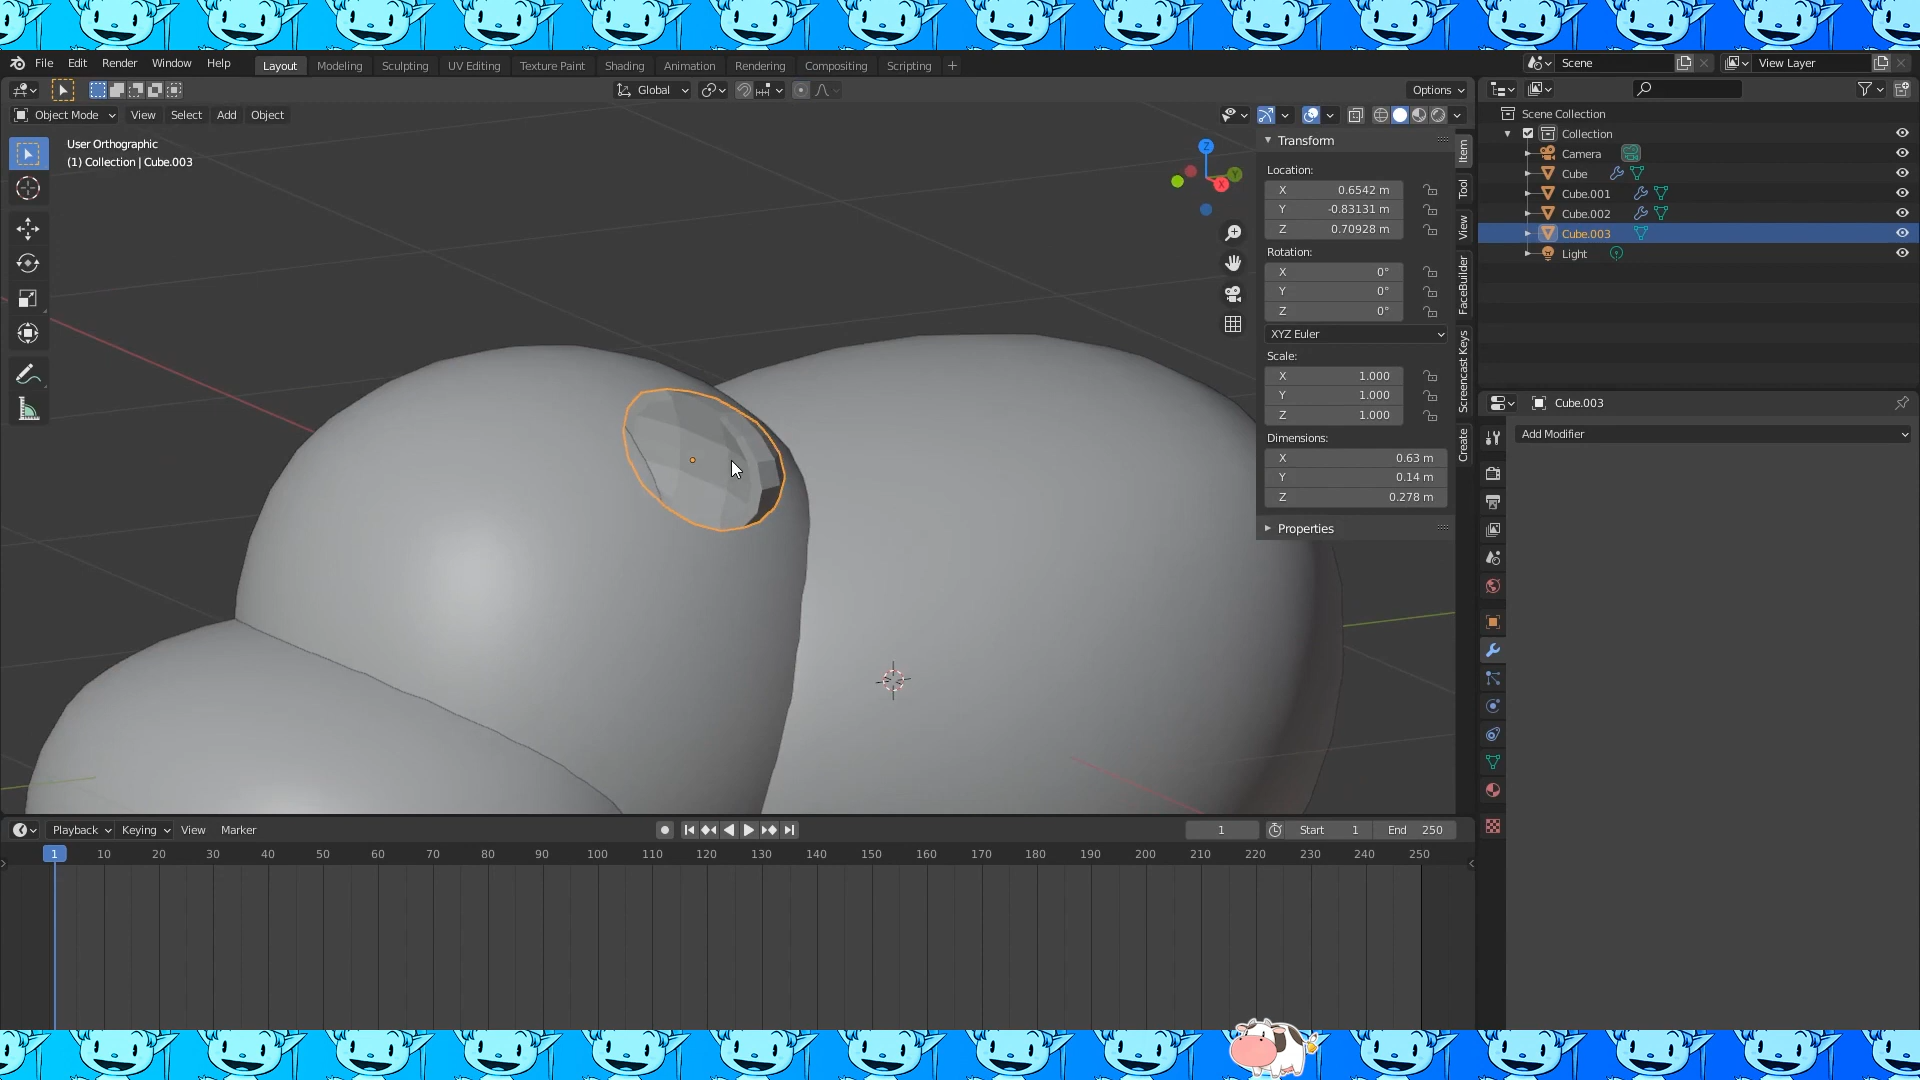 File Edit Render Window Help Layout Modeling Sculpting UV Editing Texture Paint Shading Animation Rendering Compositing Scripting + Scene View Layer
Global Options
Object Mode View Select Add Object
User Orthographic
(1) Collection | Cube.003
Z
Y
X
Transform
Location:
X 0.6542 m
Y -0.83131 m
Z 0.70928 m
Rotation:
X 0°
Y 0°
Z 0°
XYZ Euler
Scale:
X 1.000
Y 1.000
Z 1.000
Dimensions:
X 0.63 m
Y 0.14 m
Z 0.278 m
Properties
Item
Tool
View
FaceBuilder
Screencast Keys
Create
Scene Collection
Collection
Camera
Cube
Cube.001
Cube.002
Cube.003
Light
Cube.003
Add Modifier
Playback Keying View Marker 1 Start 1 End 250
1 10 20 30 40 50 60 70 80 90 100 110 120 130 140 150 160 170 180 190 200 210 220 230 240 250